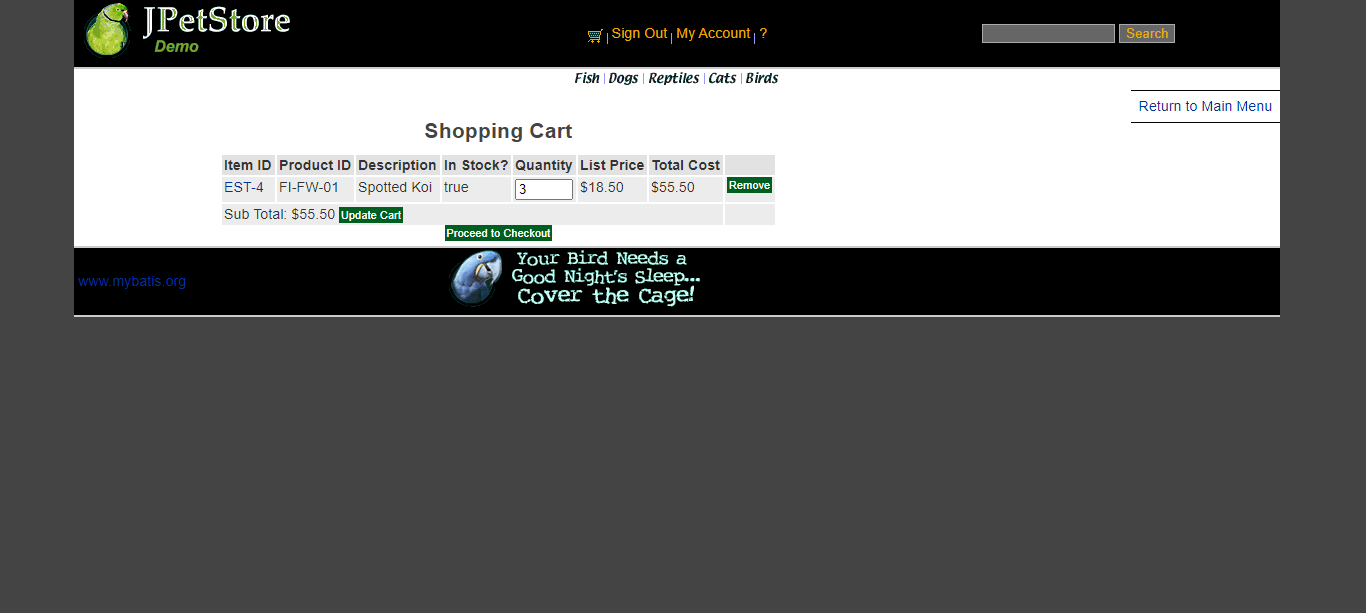 JPetStore
Demo
Sign Out My Account ?
Search
Fish Dogs Reptiles Cats Birds
Return to Main Menu
Shopping Cart
Item ID Product ID Description In Stock? Quantity List Price Total Cost
EST-4 FI-FW-01 Spotted Koi true 3 $18.50 $55.50 Remove
Sub Total: $55.50 Update Cart
Proceed to Checkout
www.mybatis.org
Your Bird Needs a
Good Night's Sleep...
Cover the Cage!